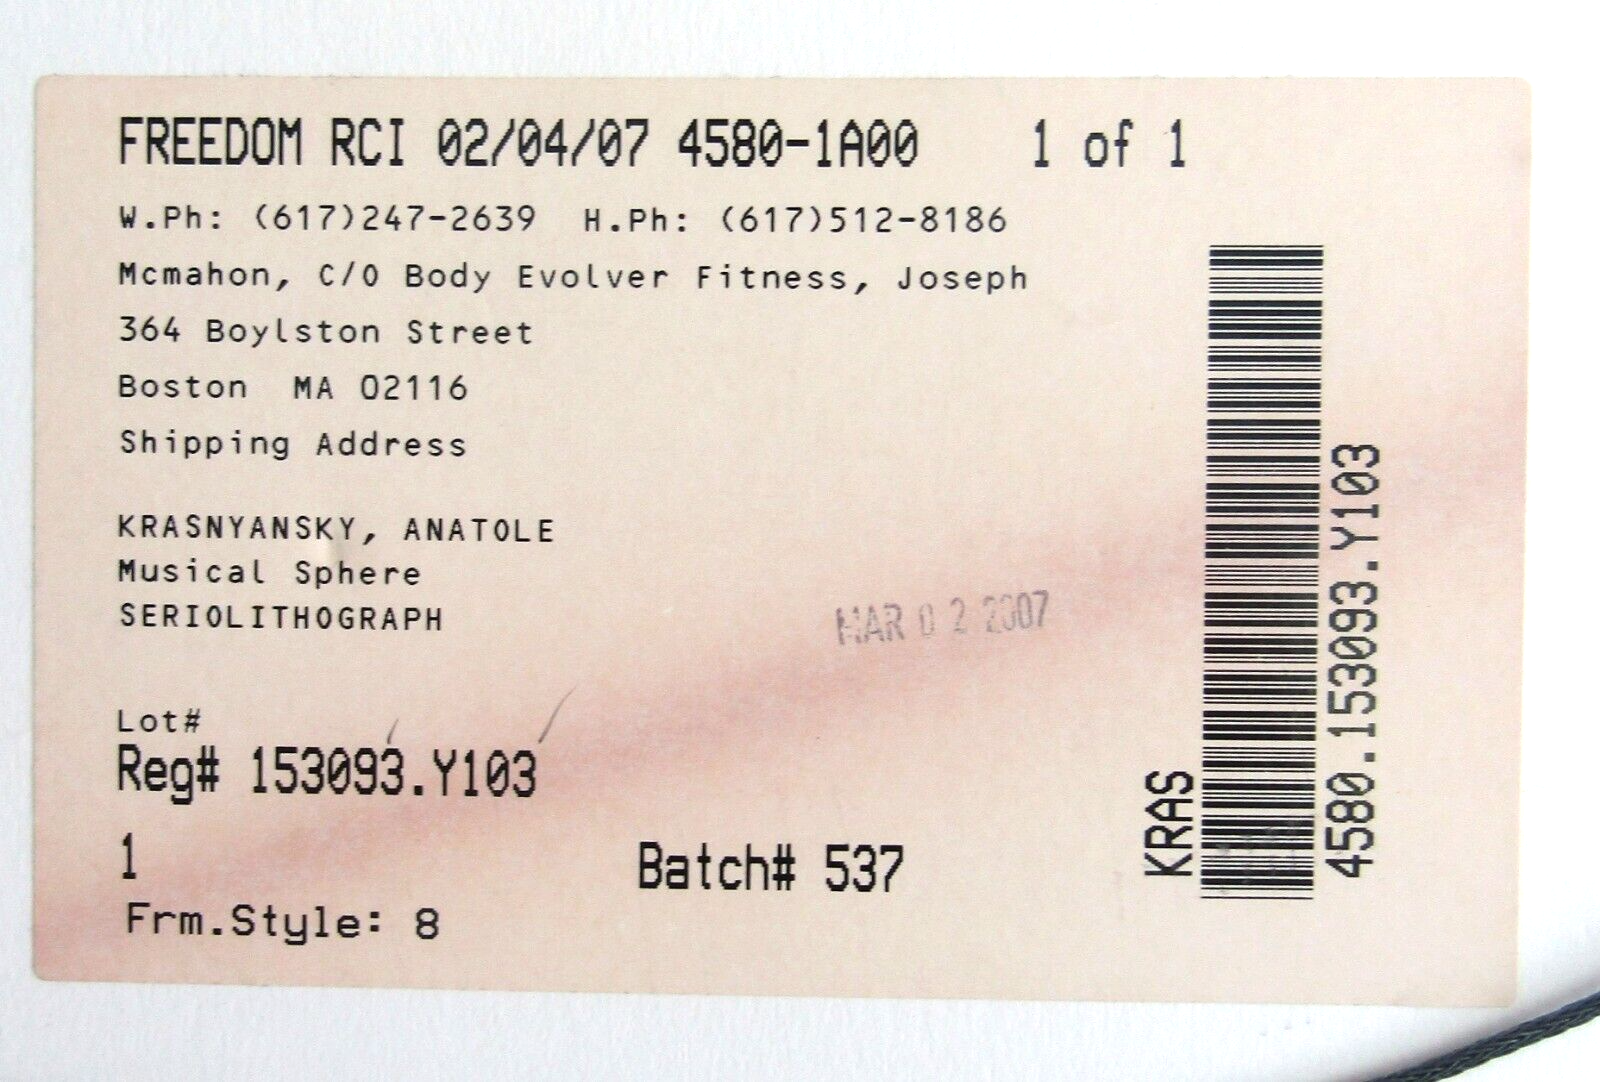 FREEDOM RCI 02/04/07 4580-1A00 1 of 1
W.Ph: (617)247-2639 H.Ph: (617)512-8186
Mcmahon, C/O Body Evolver Fitness, Joseph
364 Boylston Street
Boston MA 02116
Shipping Address
KRASNYANSKY, ANATOLE
Musical Sphere
SERIOLITHOGRAPH
MAR 02 2007
Lot#
Reg# 153093.Y103
1
Batch# 537
Frm.Style: 8
KRAS
4580.153093.Y103